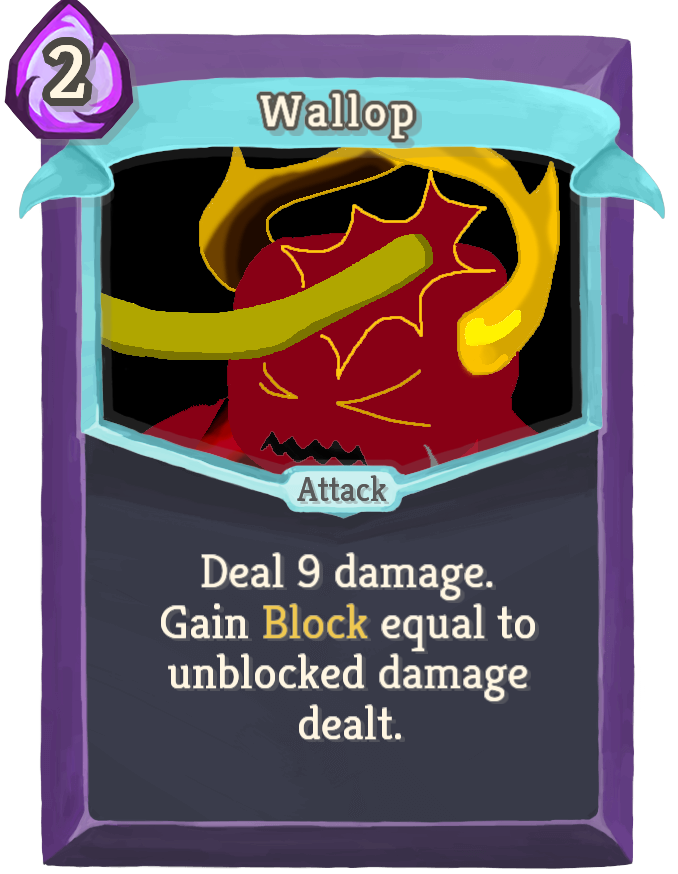 2
Wallop
Attack
Deal 9 damage.
Gain Block equal to
unblocked damage
dealt.